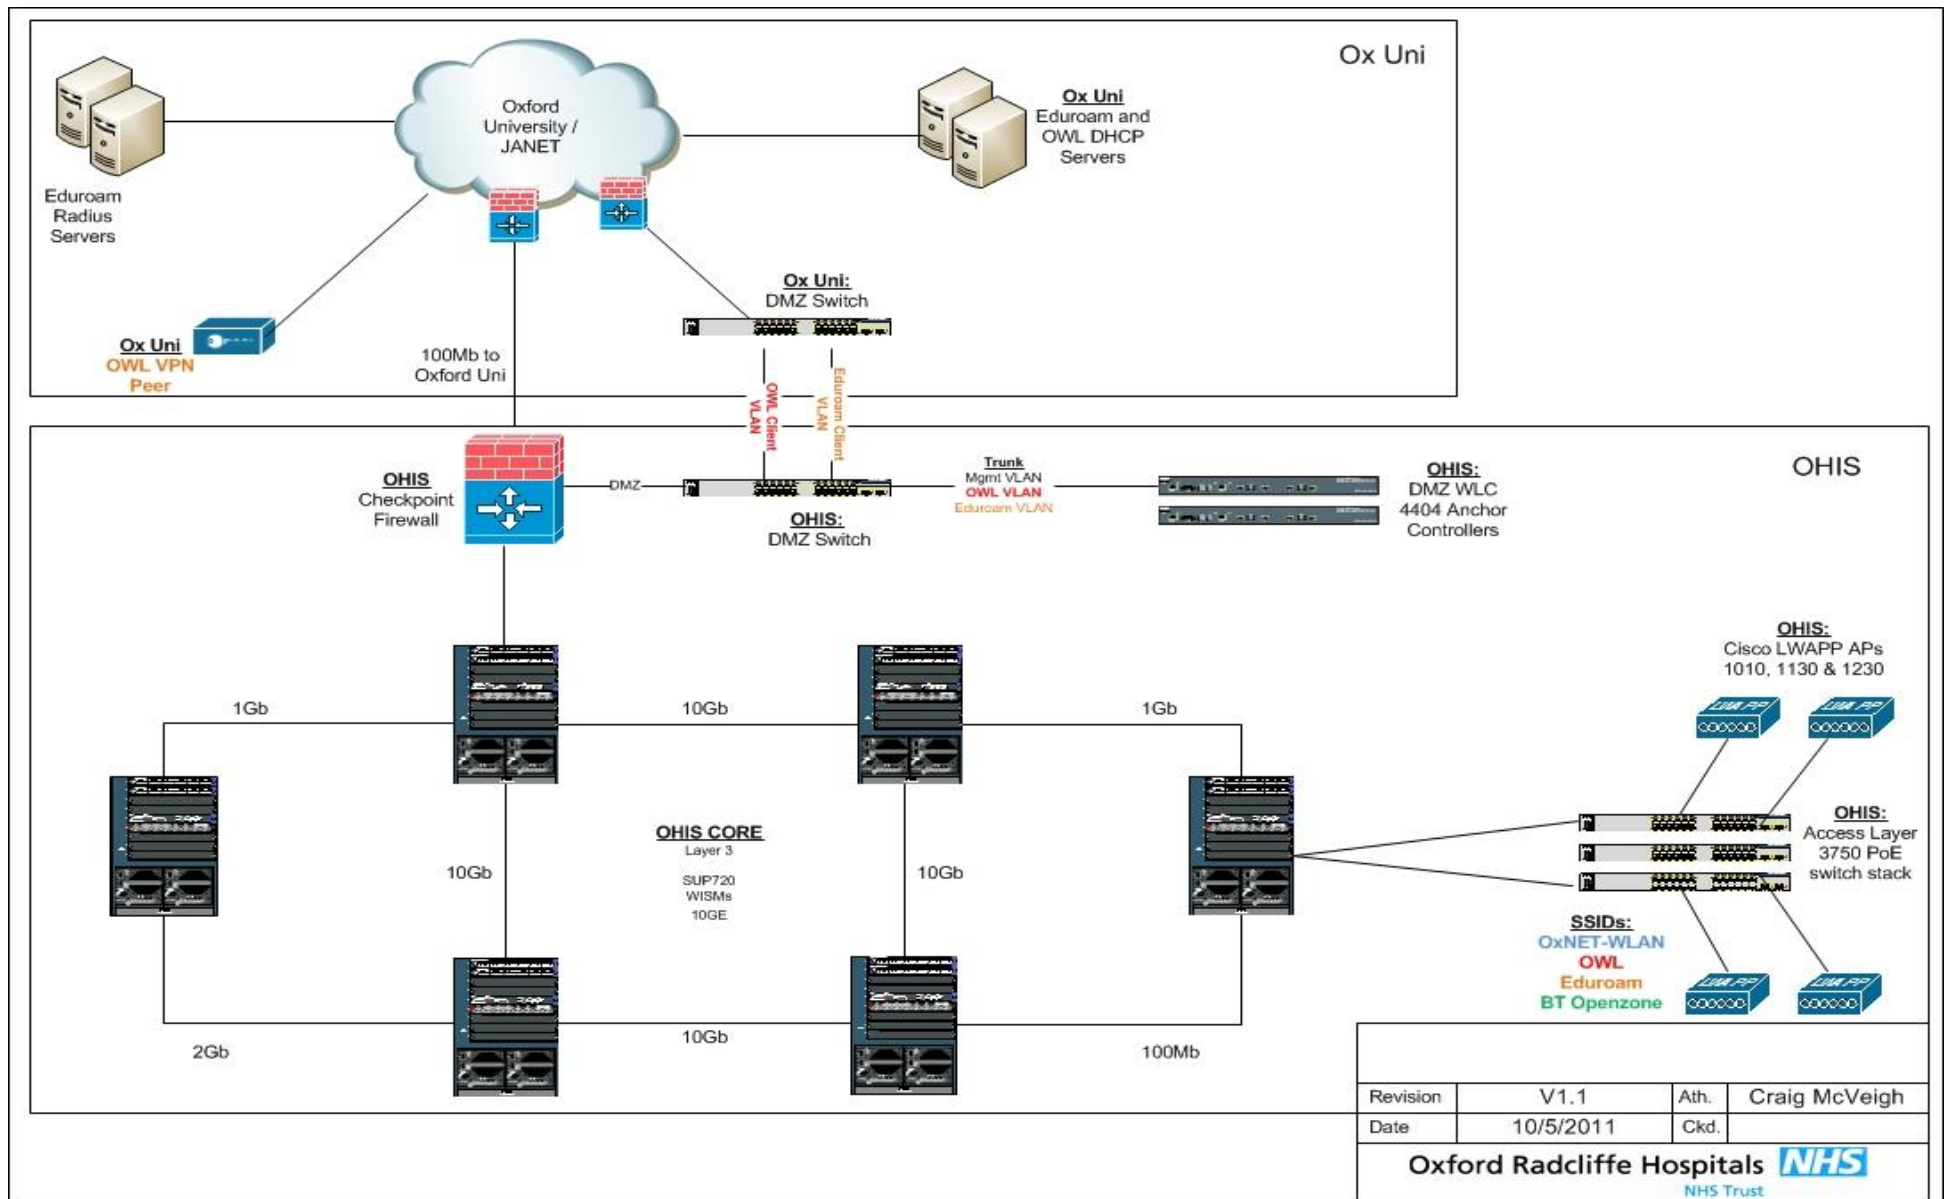 Ox Uni
Oxford
University /
JANET
Ox Uni
Eduroam and
OWL DHCP
Servers
Eduroam
Radius
Servers
Ox Uni:
DMZ Switch
Ox Uni
OWL VPN
Peer
100Mb to
Oxford Uni
OWL Client
VLAN
Eduroam Client
VLAN
OHIS
OHIS
Checkpoint
Firewall
DMZ
OHIS:
DMZ Switch
Trunk
Mgmt VLAN
OWL VLAN
Eduroam VLAN
OHIS:
DMZ WLC
4404 Anchor
Controllers
OHIS:
Cisco LWAPP APs
1010, 1130 & 1230
LWAPP
LWAPP
1Gb
10Gb
1Gb
OHIS CORE
Layer 3
SUP720
WISMs
10GE
10Gb
10Gb
OHIS:
Access Layer
3750 PoE
switch stack
SSIDs:
OxNET-WLAN
OWL
Eduroam
BT Openzone
LWAPP
LWAPP
2Gb
10Gb
100Mb
Revision V1.1 Ath. Craig McVeigh
Date 10/5/2011 Ckd.
Oxford Radcliffe Hospitals NHS
NHS Trust